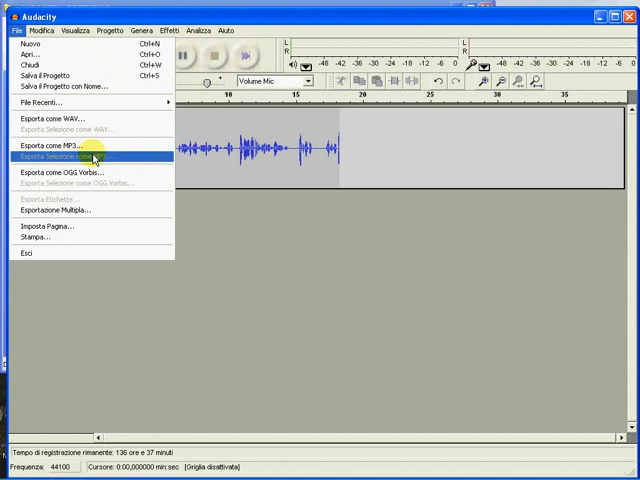 Audacity
File Modifica Visualizza Progetto Genera Effetti Analizza Aiuto
Nuovo Ctrl+N
Apri... Ctrl+O
Chiudi Ctrl+W
Salva il Progetto Ctrl+S
Salva il Progetto con Nome...
File Recenti...
Esporta come WAV...
Esporta Selezione come WAV...
Esporta come MP3...
Esporta Selezione come MP3...
Esporta come OGG Vorbis...
Esporta Selezione come OGG Vorbis...
Esporta Etichette...
Esportazione Multipla...
Imposta Pagina...
Stampa...
Esci
L
R
-48 -42 -36 -30 -24 -18 -12 -6 0
L
R
-48 -42 -36 -30 -24 -18 -12 -6 0
Volume Mic
10 15 20 25 30 35
Tempo di registrazione rimanente: 136 ore e 37 minuti
Frequenza: 44100 Cursore: 0:00,000000 min:sec [Griglia disattivata]